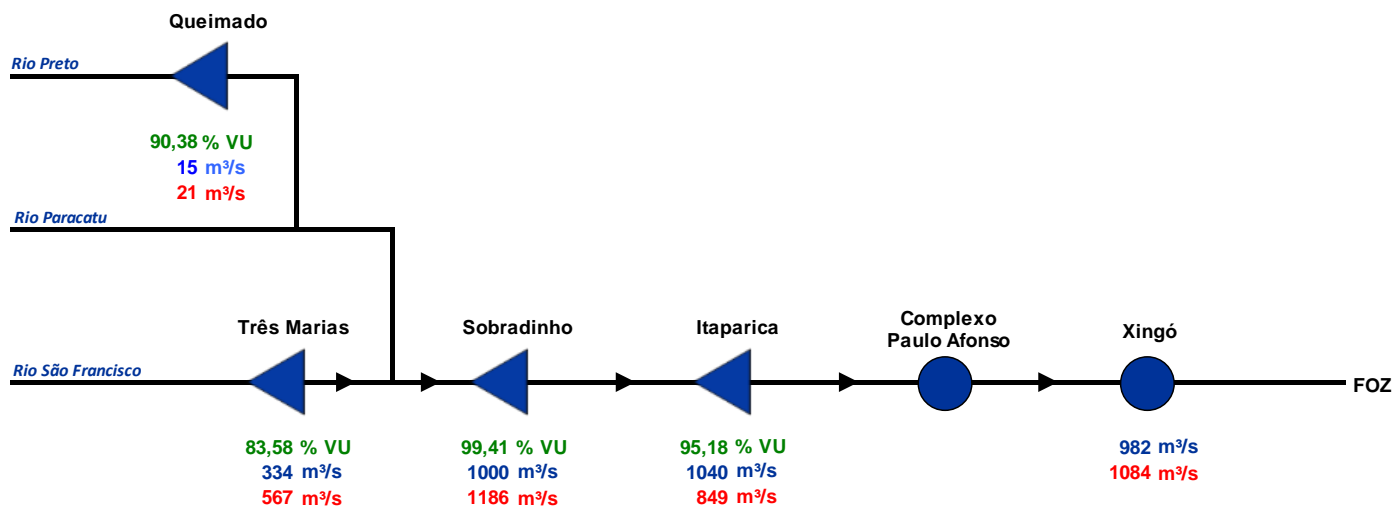 Queimado
Rio Preto
90,38 % VU
15 m³/s
21 m³/s
Rio Paracatu
Três Marias
Sobradinho
Itaparica
Complexo
Paulo Afonso
Xingó
Rio São Francisco
FOZ
83,58 % VU
334 m³/s
567 m³/s
99,41 % VU
1000 m³/s
1186 m³/s
95,18 % VU
1040 m³/s
849 m³/s
982 m³/s
1084 m³/s